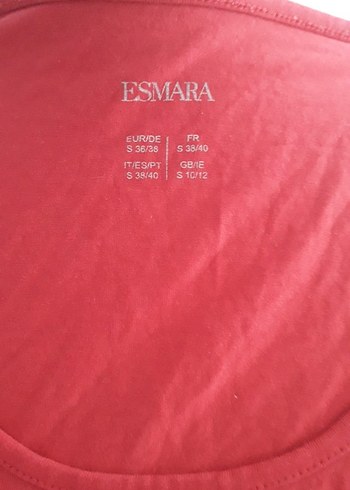 ESMARA
EUR/DE
S 36/38
FR
S 38/40
IT/ES/PT
S 38/40
GB/IE
S 10/12